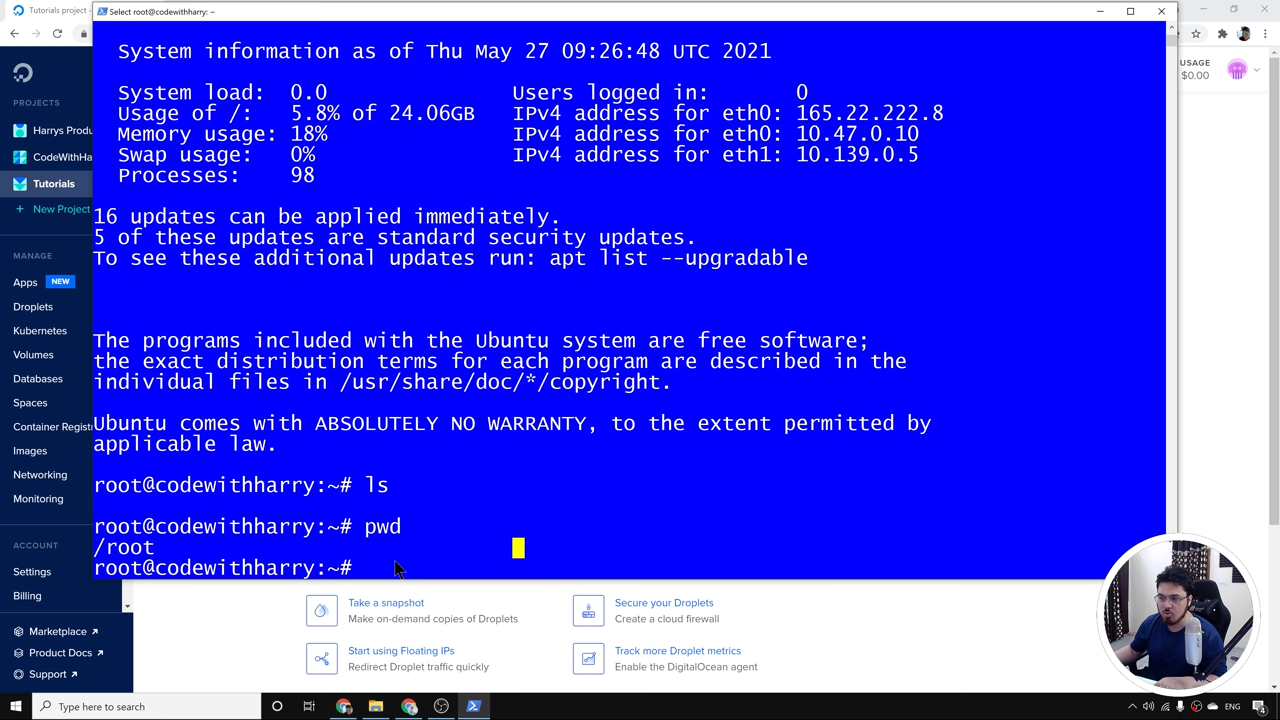 Tutorials project -
Select root@codewithharry: ~
USAGE
$0.00
PROJECTS
Harrys Produ
CodeWithHa
Tutorials
+ New Project
MANAGE
Apps NEW
Droplets
Kubernetes
Volumes
Databases
Spaces
Container Regist
Images
Networking
Monitoring
ACCOUNT
Settings
Billing
Marketplace ↗
Product Docs ↗
Support ↗
System information as of Thu May 27 09:26:48 UTC 2021
System load: 0.0 Users logged in: 0
Usage of /: 5.8% of 24.06GB IPv4 address for eth0: 165.22.222.8
Memory usage: 18% IPv4 address for eth0: 10.47.0.10
Swap usage: 0% IPv4 address for eth1: 10.139.0.5
Processes: 98
16 updates can be applied immediately.
5 of these updates are standard security updates.
To see these additional updates run: apt list --upgradable
The programs included with the Ubuntu system are free software;
the exact distribution terms for each program are described in the
individual files in /usr/share/doc/*/copyright.
Ubuntu comes with ABSOLUTELY NO WARRANTY, to the extent permitted by
applicable law.
root@codewithharry:~# ls
root@codewithharry:~# pwd
/root
root@codewithharry:~#
Take a snapshot
Make on-demand copies of Droplets
Secure your Droplets
Create a cloud firewall
Start using Floating IPs
Redirect Droplet traffic quickly
Track more Droplet metrics
Enable the DigitalOcean agent
Type here to search
ENG
4